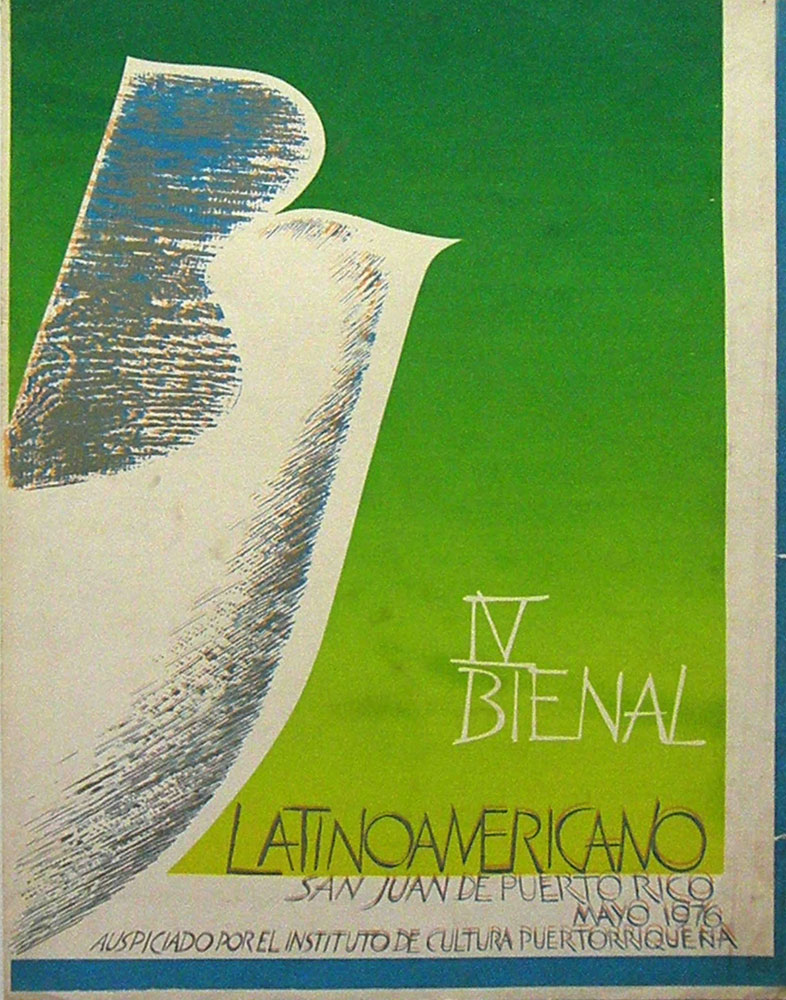 IV
BIENAL
LATINOAMERICANO
SAN JUAN DE PUERTO RICO
MAYO 1976
AUSPICIADO POR EL INSTITUTO DE CULTURA PUERTORRIQUEÑA